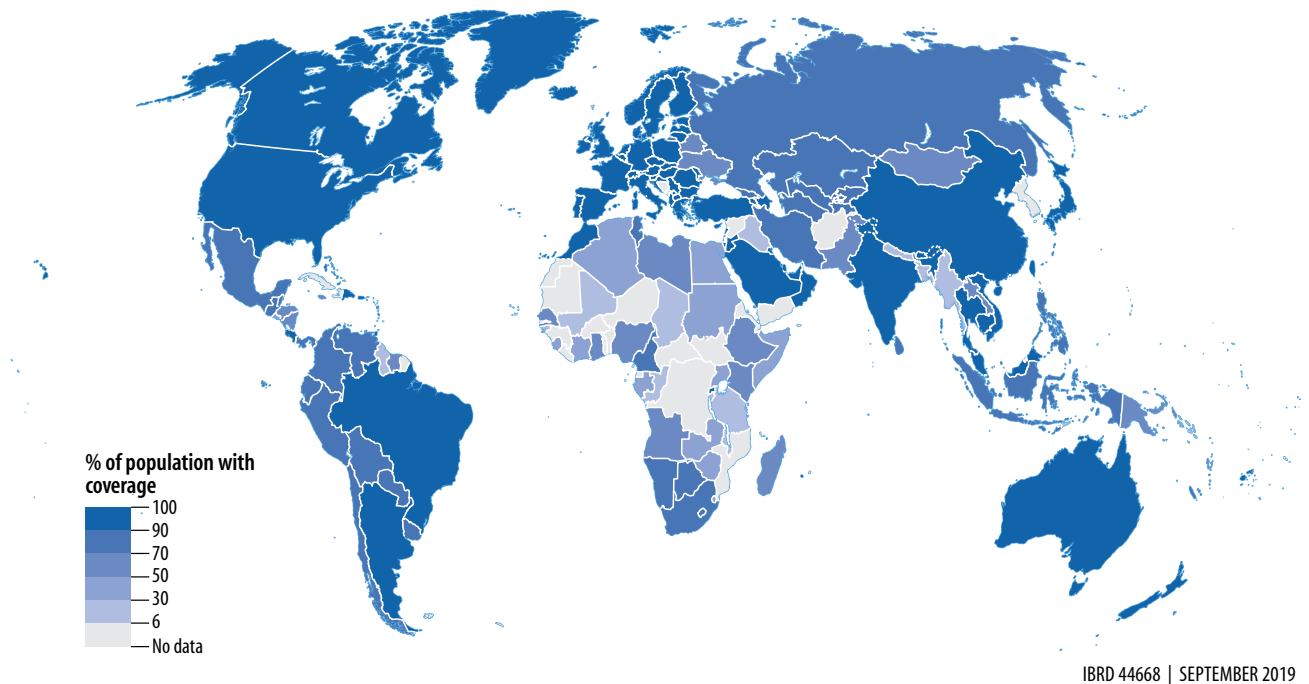 % of population with
coverage
100
90
70
50
30
6
No data
IBRD 44668 | SEPTEMBER 2019